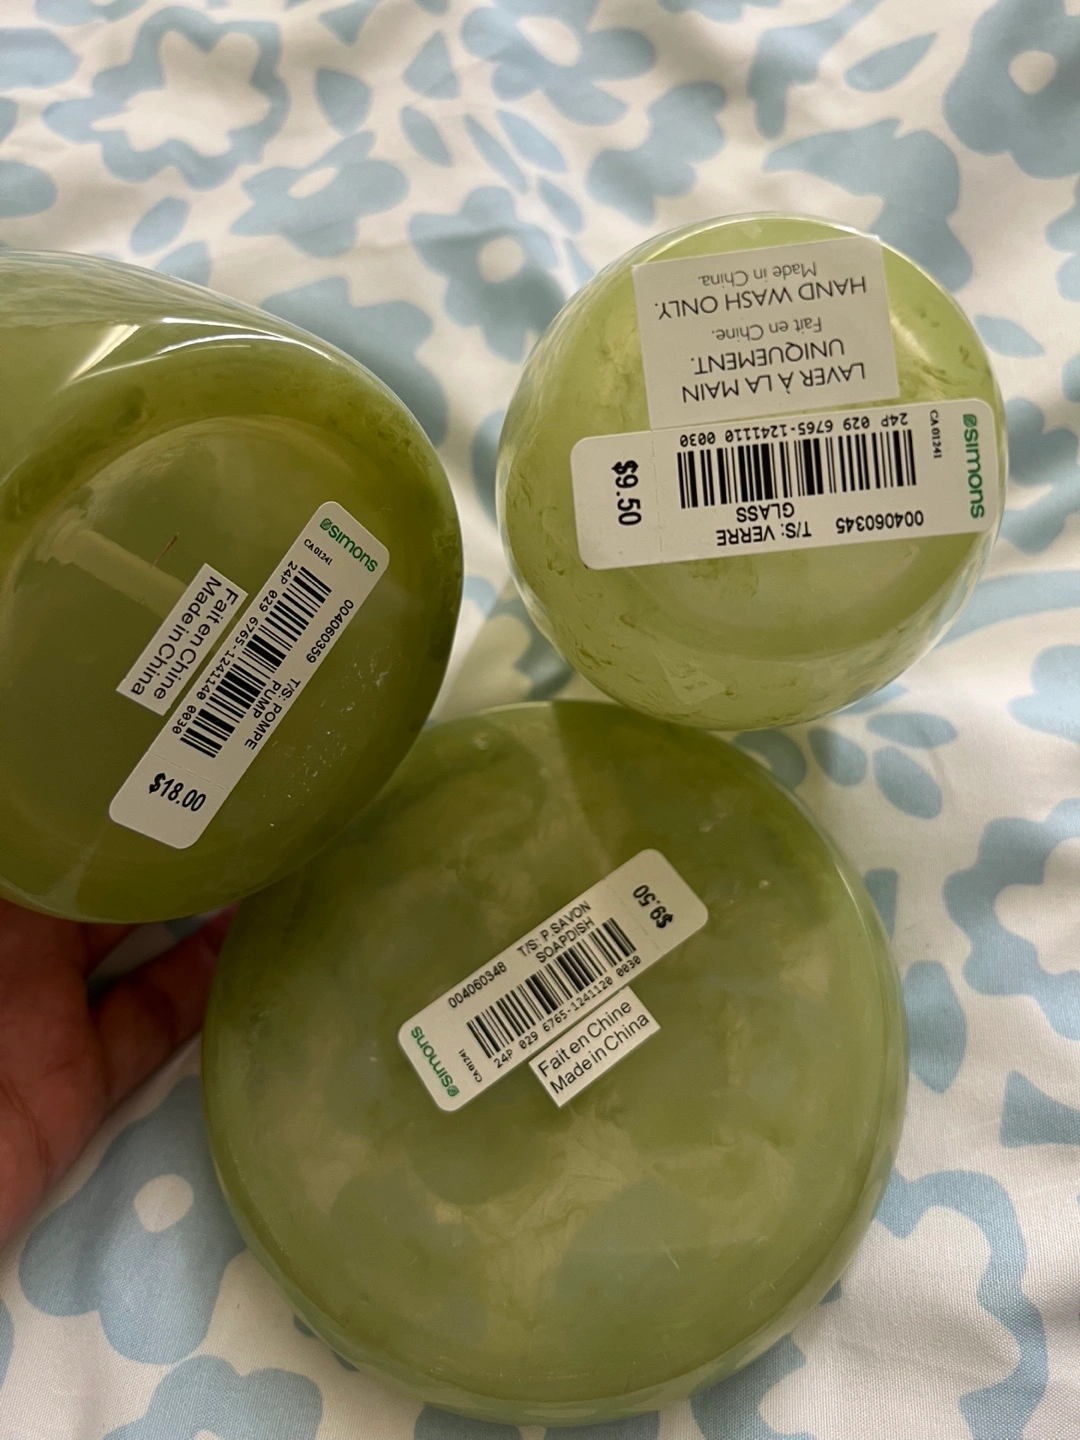 simons
CA 01241
004060359
T/S: POMPE
PUMP
24P 029 6765-1241140 0030
$18.00
Fait en Chine
Made in China
LAVER À LA MAIN
UNIQUEMENT.
Fait en Chine.
HAND WASH ONLY.
Made in China.
simons
CA 01241
004060345 T/S: VERRE
GLASS
24P 029 6765-1241110 0030
$9.50
simons
CA 01241
004060348 T/S: P.SAVON
SOAPDISH
24P 029 6765-1241120 0030
$9.50
Fait en Chine
Made in China